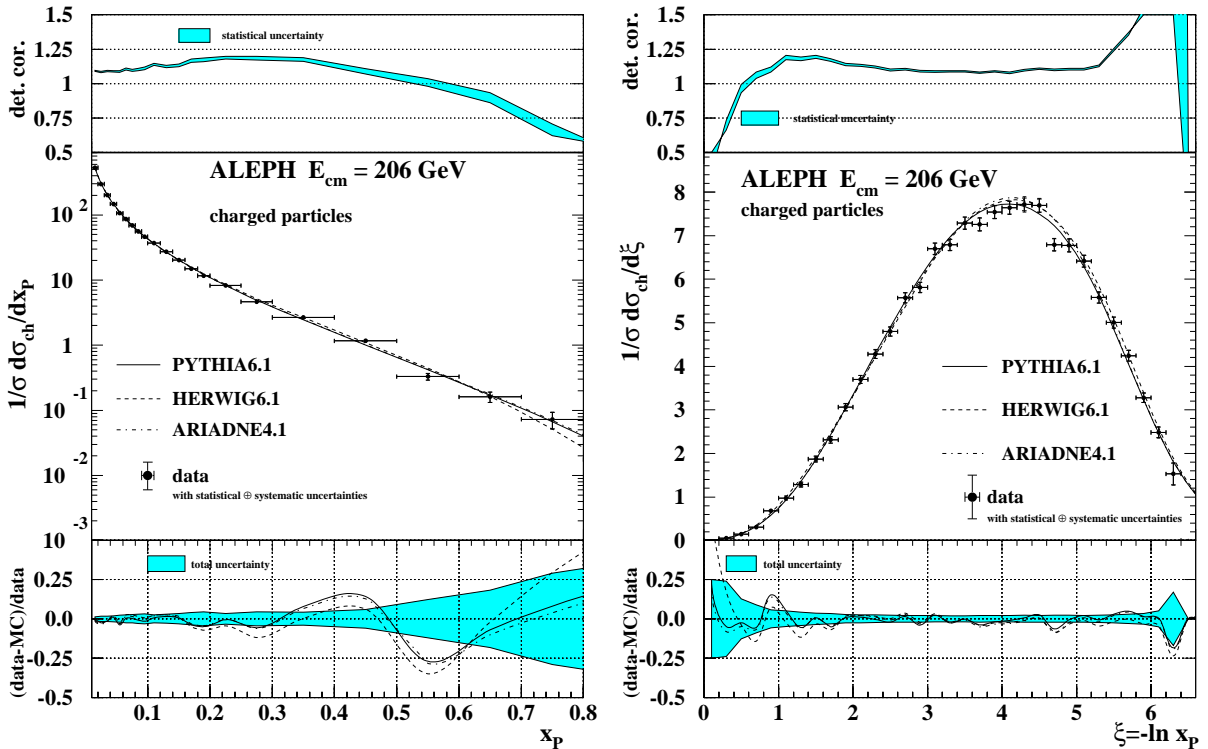 1.5
1.25
1
0.75
0.5
det. cor.
statistical uncertainty
ALEPH E_cm = 206 GeV
charged particles
10^2
10
1
10^-1
10^-2
10^-3
1/σ dσ_ch/dx_P
PYTHIA6.1
HERWIG6.1
ARIADNE4.1
data
with statistical ⊕ systematic uncertainties
total uncertainty
0.25
0.0
-0.25
-0.5
(data-MC)/data
0.1 0.2 0.3 0.4 0.5 0.6 0.7 0.8
x_P
1.5
1.25
1
0.75
0.5
det. cor.
statistical uncertainty
ALEPH E_cm = 206 GeV
charged particles
8
7
6
5
4
3
2
1
0
1/σ dσ_ch/dξ
PYTHIA6.1
HERWIG6.1
ARIADNE4.1
data
with statistical ⊕ systematic uncertainties
total uncertainty
0.25
0.0
-0.25
-0.5
(data-MC)/data
0 1 2 3 4 5 6
ξ=-ln x_P